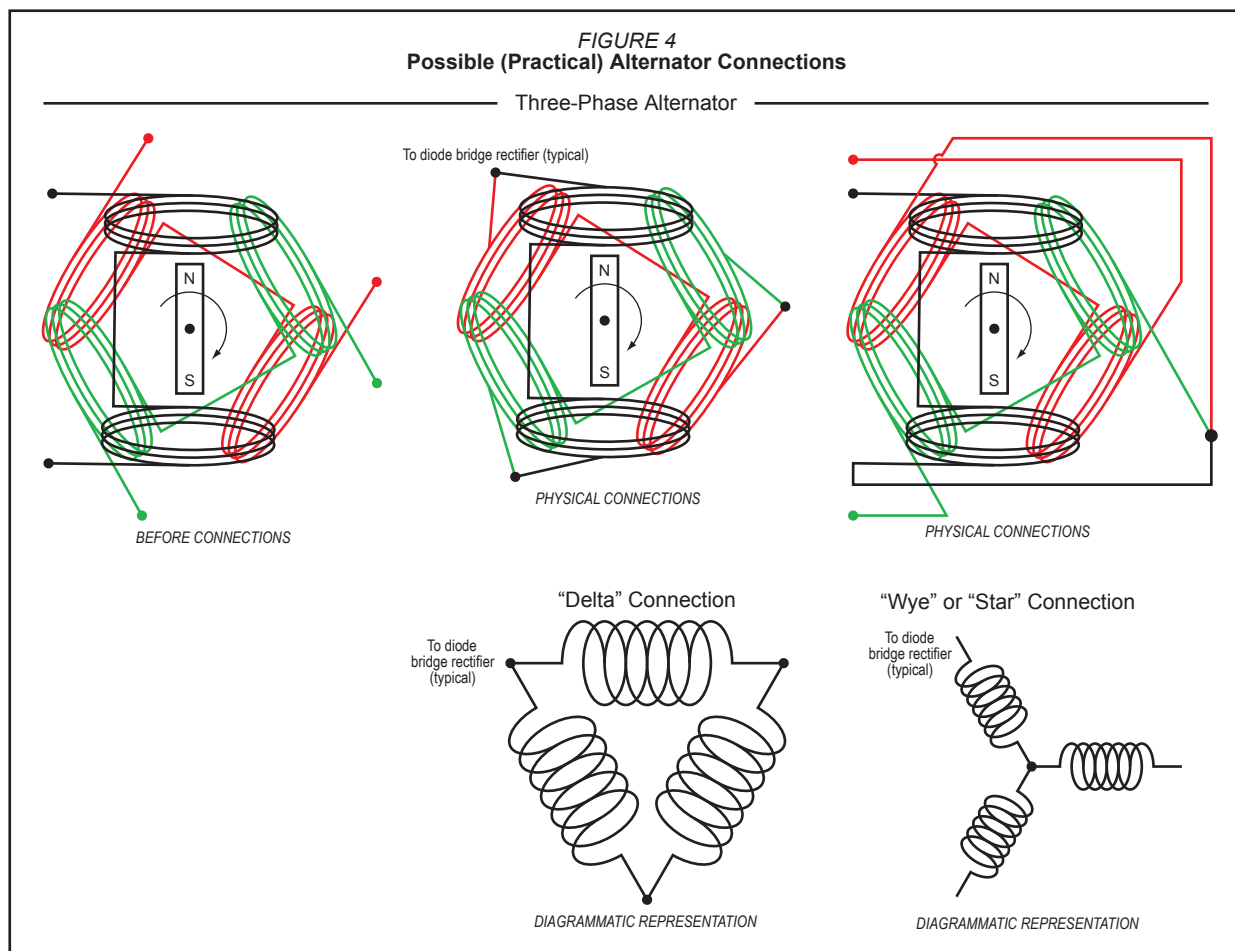 FIGURE 4
Possible (Practical) Alternator Connections
Three-Phase Alternator
To diode bridge rectifier (typical)
N
S
N
S
N
S
BEFORE CONNECTIONS
PHYSICAL CONNECTIONS
PHYSICAL CONNECTIONS
“Delta” Connection
To diode
bridge rectifier
(typical)
DIAGRAMMATIC REPRESENTATION
“Wye” or “Star” Connection
To diode
bridge rectifier
(typical)
DIAGRAMMATIC REPRESENTATION